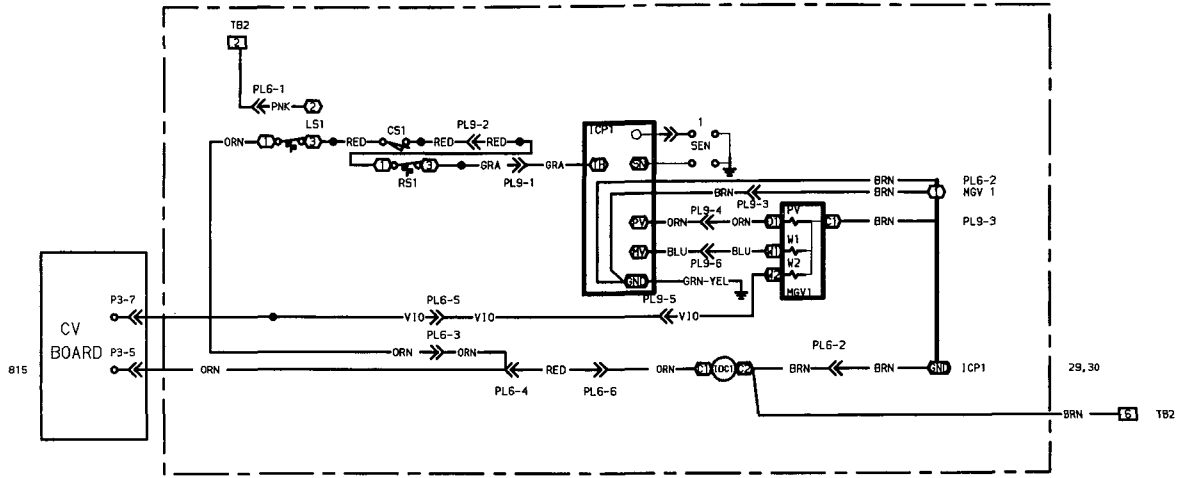 TB2
2
PL6-1
PNK 2
LS1 CS1 PL9-2
ORN 1 3 RED RED RED
1 3 GRA GRA
RS1 PL9-1
ICP1
TH SN
1
SEN
BRN PL6-2
BRN PL9-3 BRN MGV 1
PV ORN PL9-4 ORN PV C1 BRN PL9-3
MV BLU BLU W1 W1
PL9-6
W2 W2
GND GRN-YEL MGV1
PL9-5
P3-7 PL6-5
VIO VIO VIO
CV
BOARD
PL6-3
ORN ORN
815 P3-5 ORN RED ORN C1 C2 BRN BRN GND ICP1 29,30
PL6-4 PL6-6 PL6-2
BRN 6 TB2